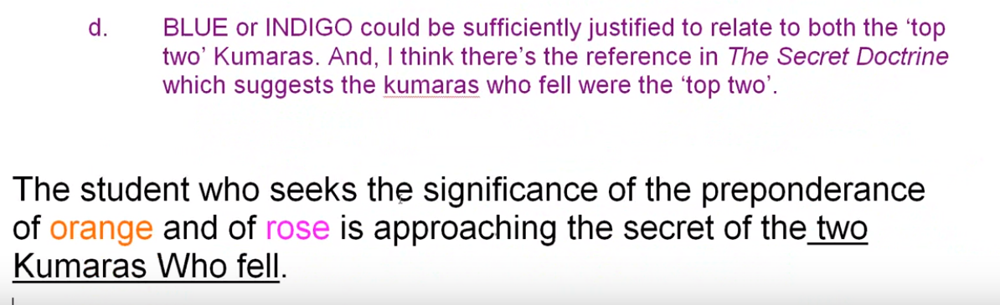 d. BLUE or INDIGO could be sufficiently justified to relate to both the ‘top
two’ Kumaras. And, I think there’s the reference in The Secret Doctrine
which suggests the kumaras who fell were the ‘top two’.
The student who seeks the significance of the preponderance
of orange and of rose is approaching the secret of the two
Kumaras Who fell.